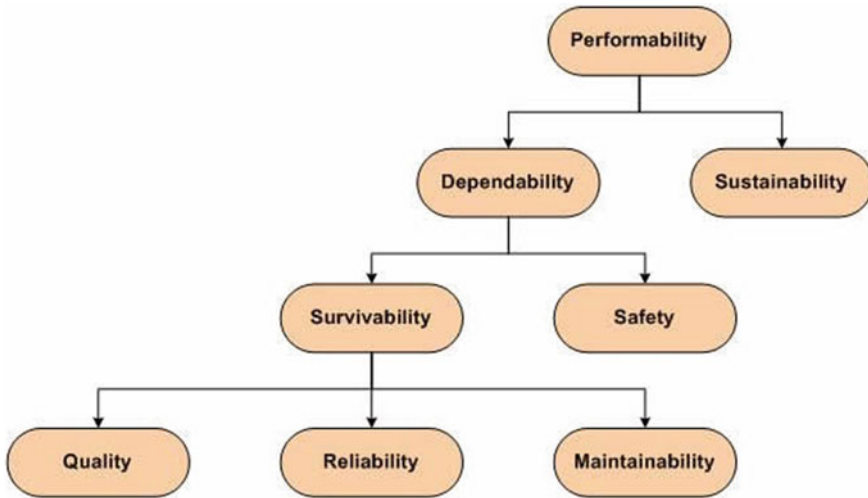 Performability
Dependability
Sustainability
Survivability
Safety
Quality
Reliability
Maintainability